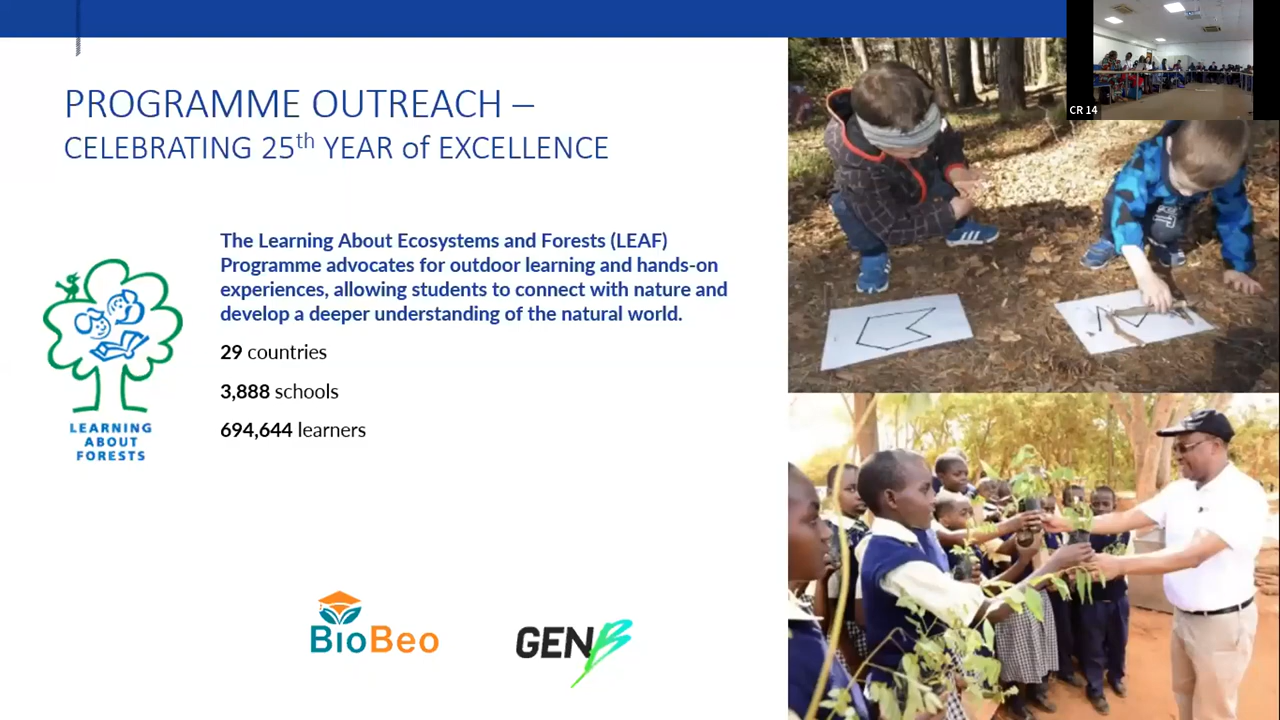 PROGRAMME OUTREACH –
CELEBRATING 25th YEAR of EXCELLENCE
CR 14
The Learning About Ecosystems and Forests (LEAF)
Programme advocates for outdoor learning and hands-on
experiences, allowing students to connect with nature and
develop a deeper understanding of the natural world.
29 countries
3,888 schools
694,644 learners
LEARNING
ABOUT
FORESTS
BioBeo
GENB